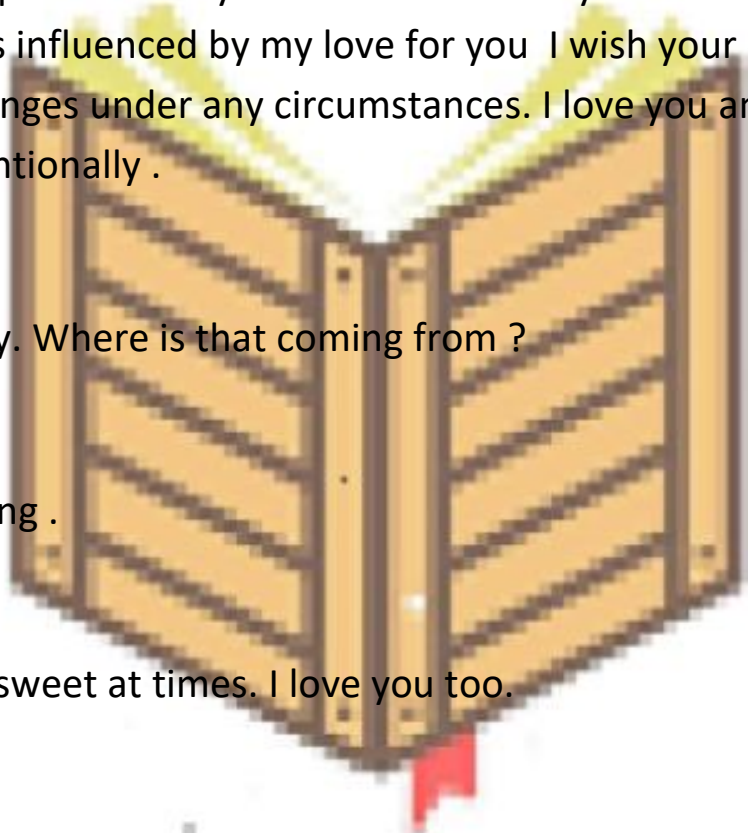 s influenced by my love for you I wish your
nges under any circumstances. I love you
ntionally .
. Where is that coming from ?
ng .
sweet at times. I love you too.